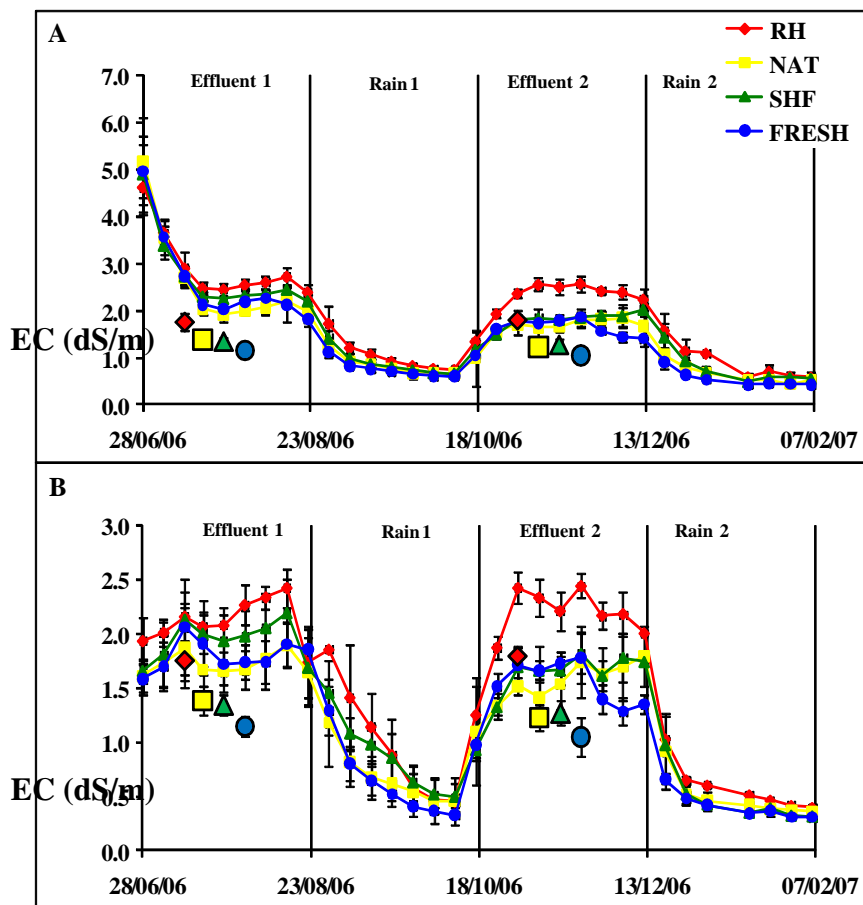 A
RH
NAT
SHF
FRESH
Effluent 1
Rain 1
Effluent 2
Rain 2
7.0
6.0
5.0
4.0
3.0
2.0
EC (dS/m)
1.0
0.0
28/06/06
23/08/06
18/10/06
13/12/06
07/02/07
B
3.0
Effluent 1
Rain 1
Effluent 2
Rain 2
2.5
2.0
1.5
1.0
EC (dS/m)
0.5
0.0
28/06/06
23/08/06
18/10/06
13/12/06
07/02/07